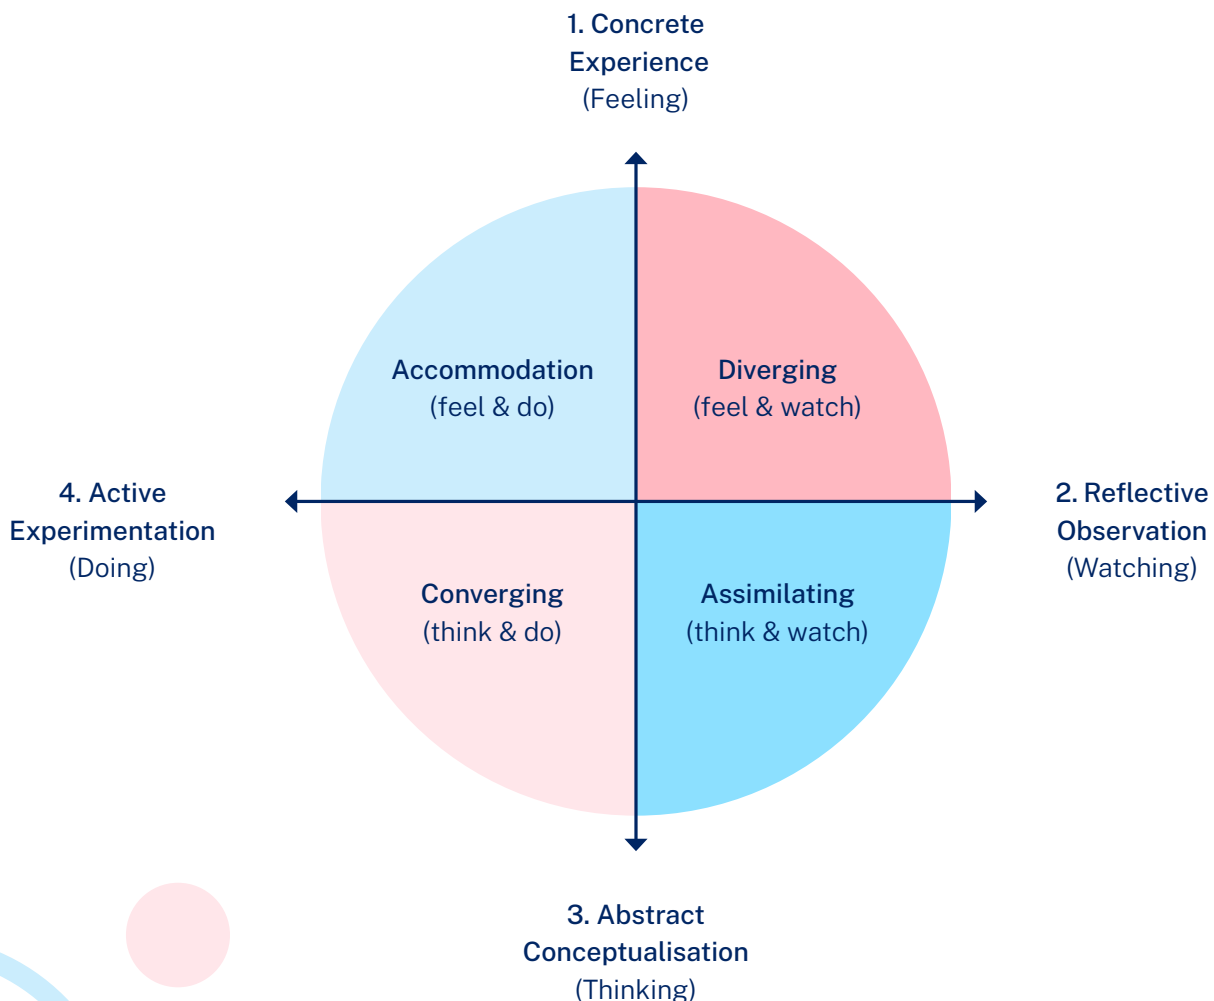 1. Concrete
Experience
(Feeling)
Accommodation
(feel & do)
Diverging
(feel & watch)
4. Active
Experimentation
(Doing)
2. Reflective
Observation
(Watching)
Converging
(think & do)
Assimilating
(think & watch)
3. Abstract
Conceptualisation
(Thinking)